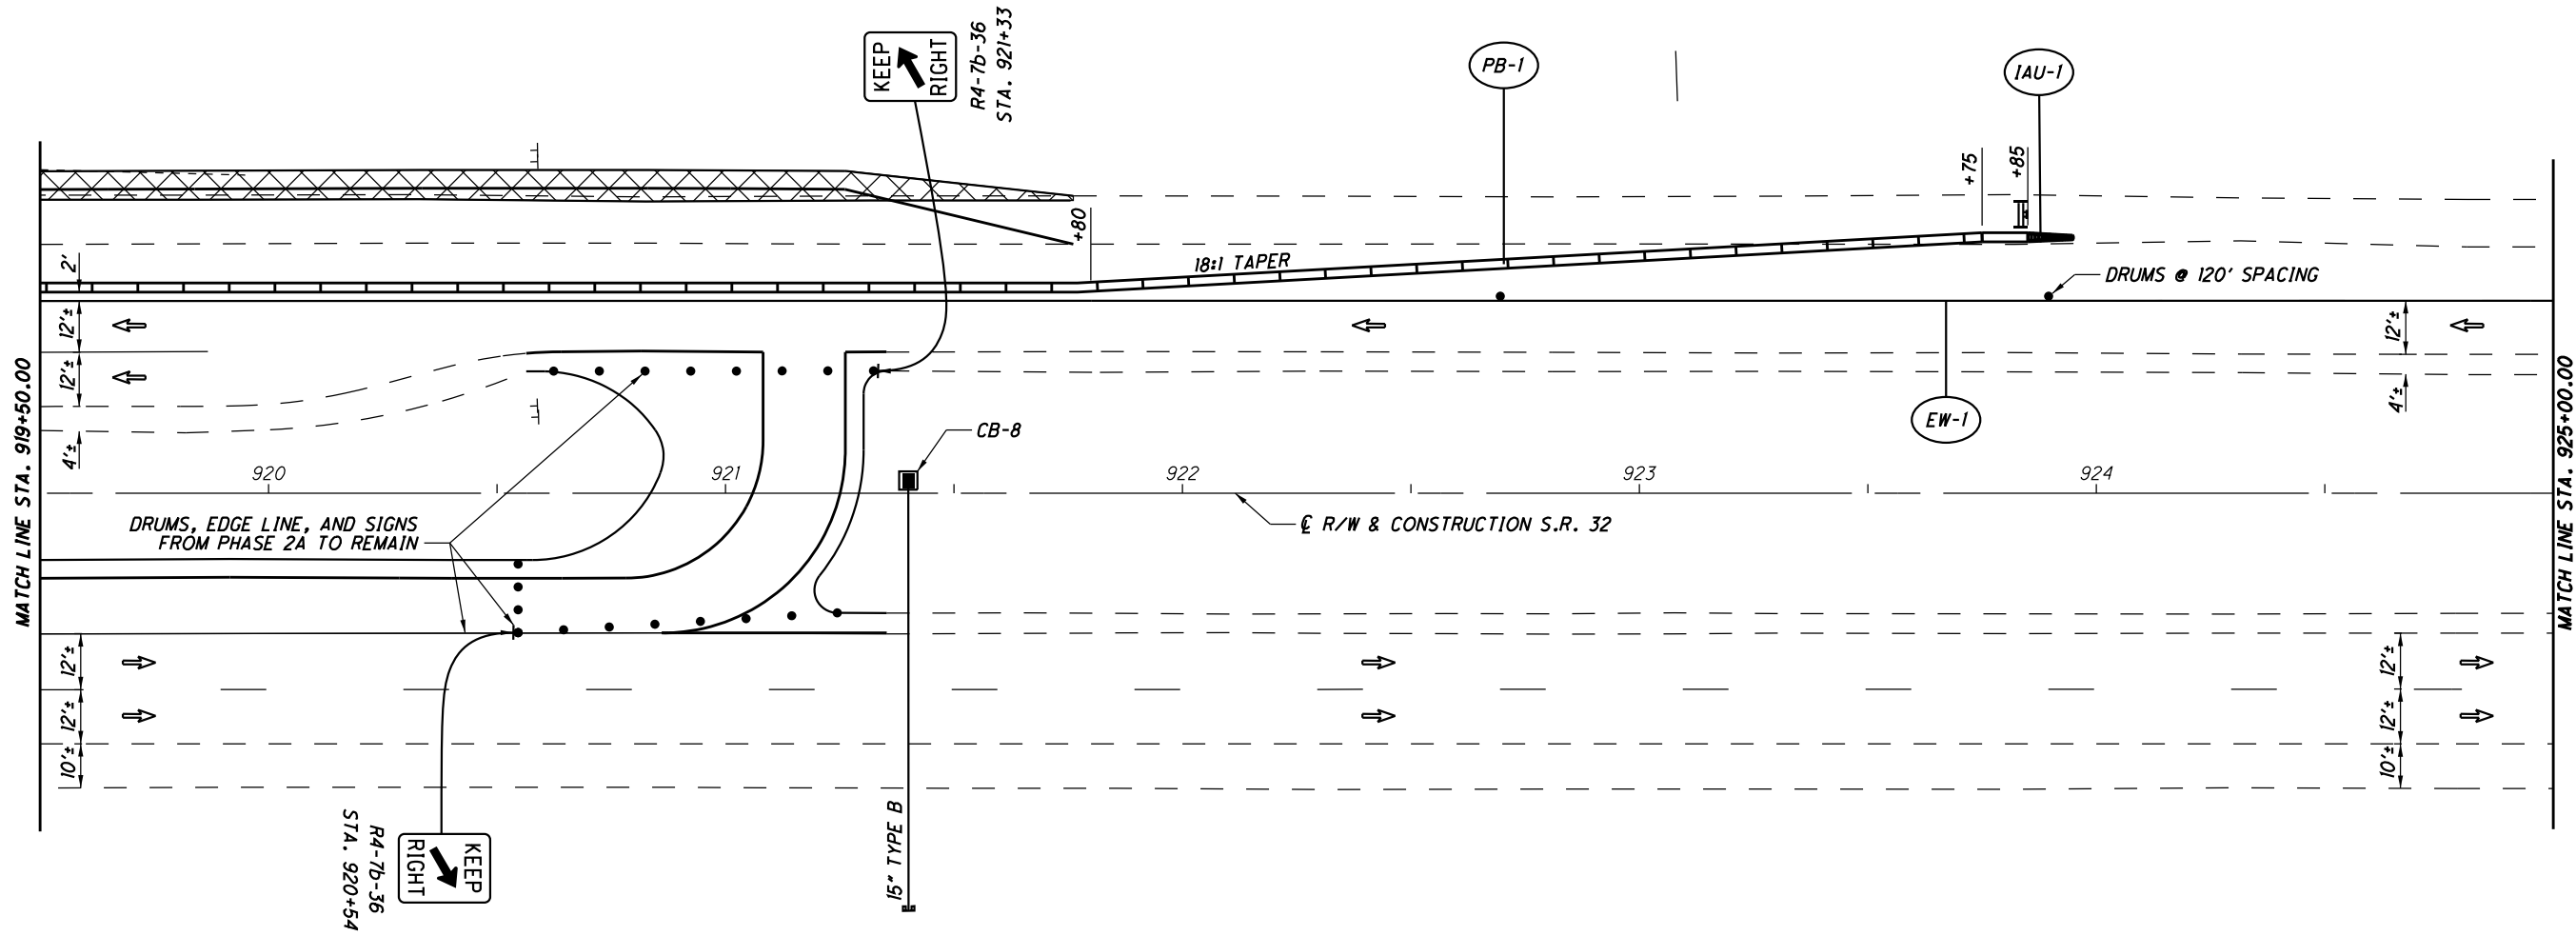 KEEP
RIGHT
R4-7b-36
STA. 921+33
PB-1
IAU-1
+75
+85
+80
18:1 TAPER
DRUMS @ 120' SPACING
2'
12'±
12'±
4'±
12'±
4'±
EW-1
CB-8
MATCH LINE STA. 919+50.00
MATCH LINE STA. 925+00.00
920
921
922
923
924
DRUMS, EDGE LINE, AND SIGNS
FROM PHASE 2A TO REMAIN
℄ R/W & CONSTRUCTION S.R. 32
12'±
12'±
10'±
12'±
12'±
10'±
15" TYPE B
KEEP
RIGHT
R4-7b-36
STA. 920+54